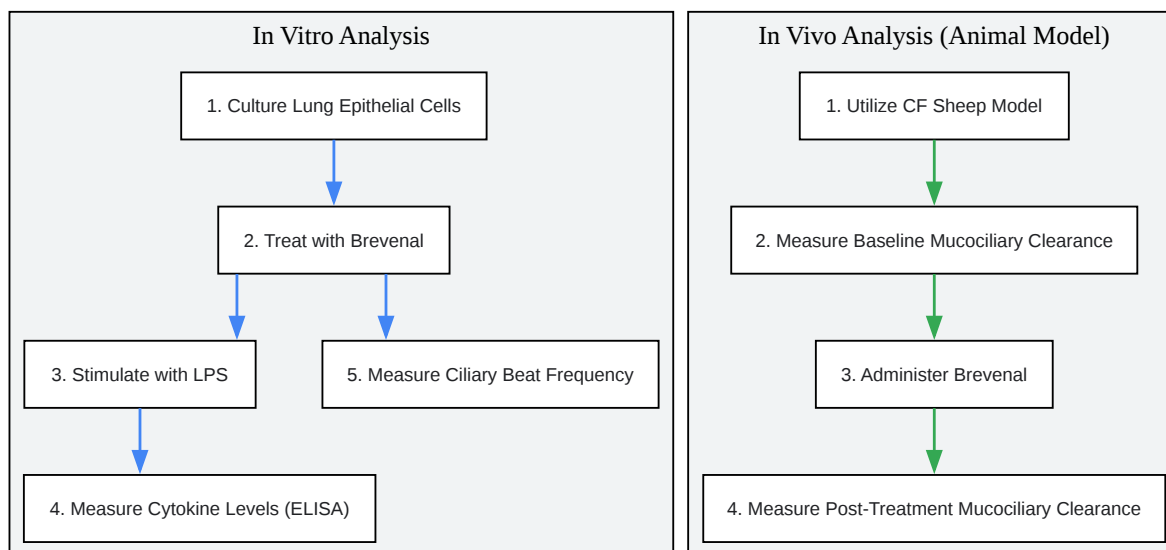 In Vitro Analysis
1. Culture Lung Epithelial Cells
2. Treat with Brevenal
3. Stimulate with LPS
5. Measure Ciliary Beat Frequency
4. Measure Cytokine Levels (ELISA)
In Vivo Analysis (Animal Model)
1. Utilize CF Sheep Model
2. Measure Baseline Mucociliary Clearance
3. Administer Brevenal
4. Measure Post-Treatment Mucociliary Clearance